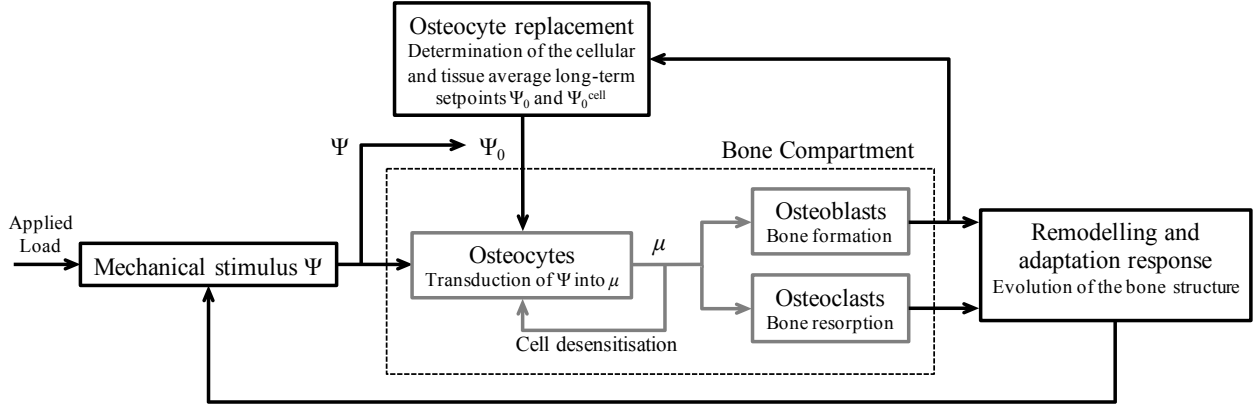 Osteocyte replacement
Determination of the cellular
and tissue average long-term
setpoints Ψ₀ and Ψ₀ᶜᵉˡˡ
Ψ
Ψ₀
Bone Compartment
Applied
Load
Mechanical stimulus Ψ
Osteocytes
Transduction of Ψ into μ
μ
Cell desensitisation
Osteoblasts
Bone formation
Osteoclasts
Bone resorption
Remodelling and
adaptation response
Evolution of the bone structure